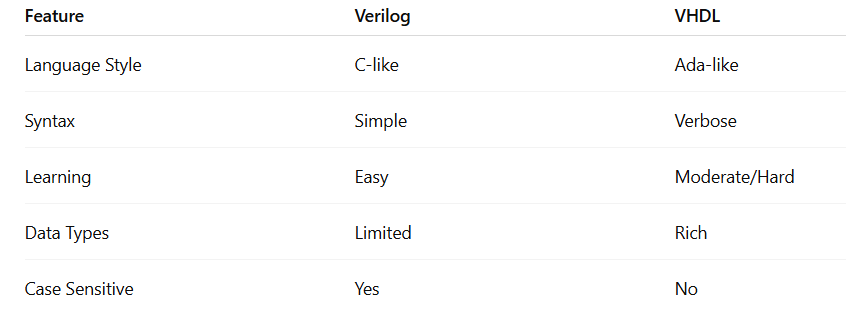 Feature Verilog VHDL
Language Style C-like Ada-like
Syntax Simple Verbose
Learning Easy Moderate/Hard
Data Types Limited Rich
Case Sensitive Yes No